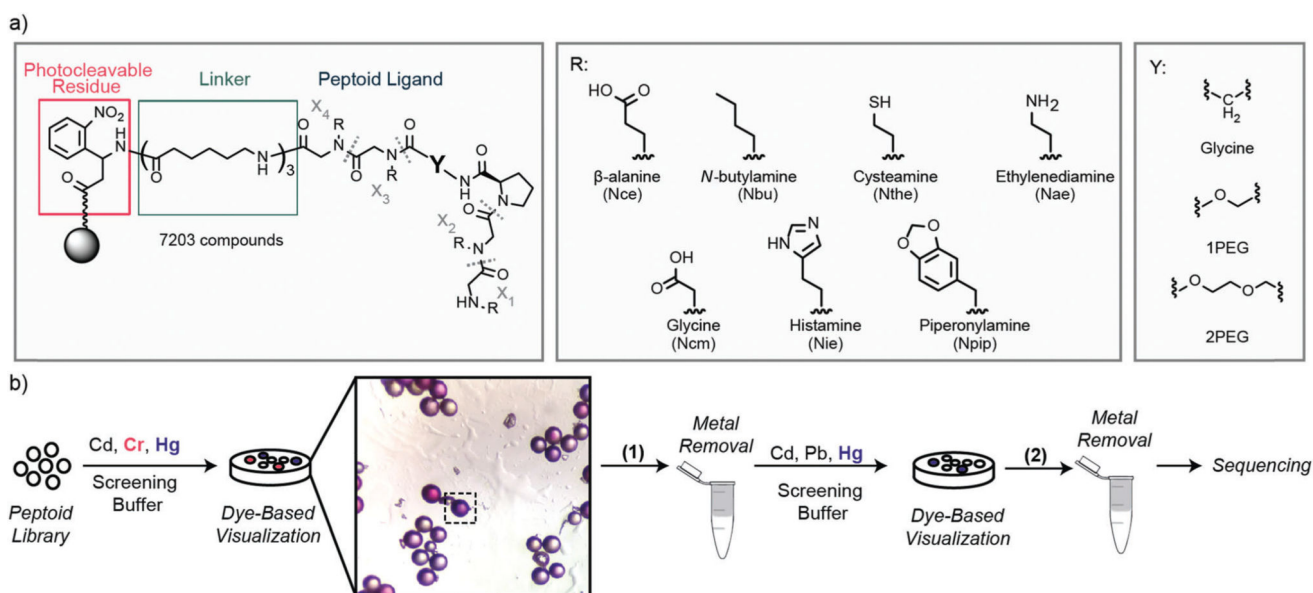 a)
Photocleavable
Residue
Linker
Peptoid Ligand
NO2
H
N
O
O
N
H
3
O
X4
R
N
O
X3
N
R
O
Y
NH
O
N
O
X2
R
N
O
HN
R
X1
7203 compounds
R:
HO
O
β-alanine
(Nce)
N-butylamine
(Nbu)
SH
Cysteamine
(Nthe)
NH2
Ethylenediamine
(Nae)
OH
O
Glycine
(Ncm)
HN
N
Histamine
(Nie)
O
O
Piperonylamine
(Npip)
Y:
C
H2
Glycine
O
1PEG
O
O
2PEG
b)
Peptoid
Library
Cd, Cr, Hg
Screening
Buffer
Dye-Based
Visualization
(1)
Metal
Removal
Cd, Pb, Hg
Screening
Buffer
Dye-Based
Visualization
(2)
Metal
Removal
Sequencing